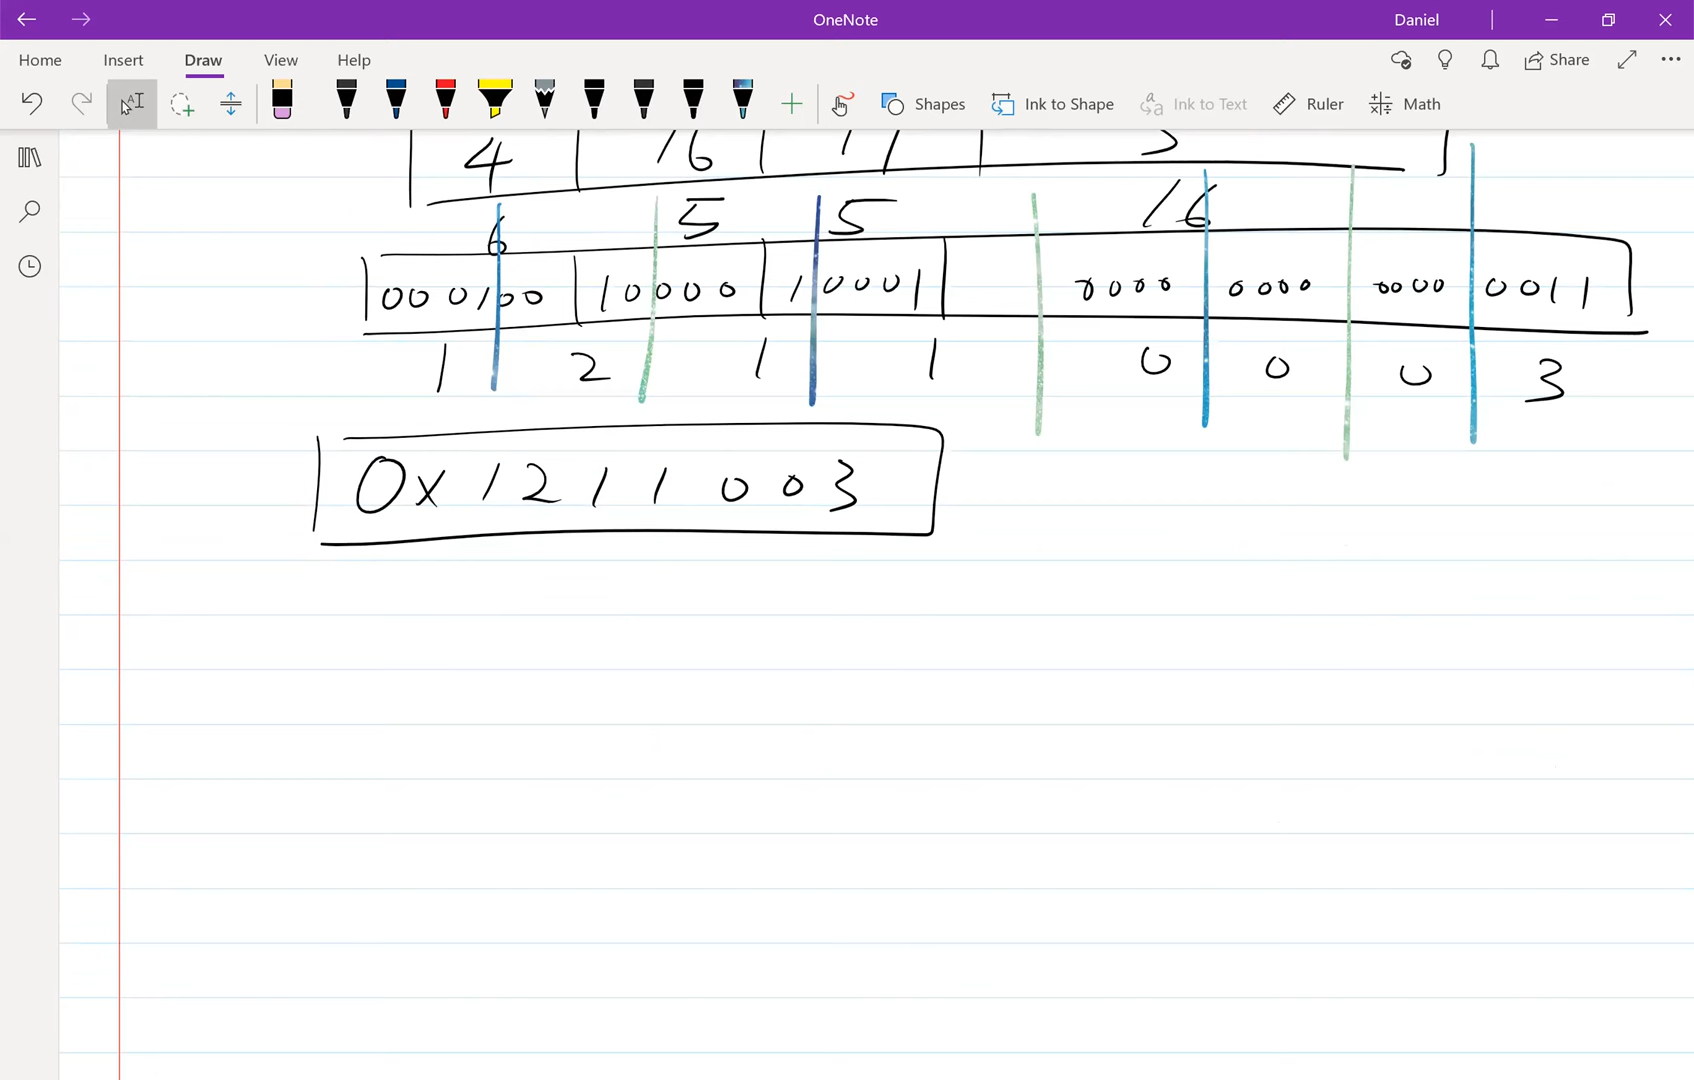 OneNote
Daniel
Home Insert Draw View Help Share
Shapes Ink to Shape Ink to Text Ruler Math
4 16 17 3
6 5 5 16
000100 10000 10001 0000 0000 0000 0011
1 2 1 1 0 0 0 3
0x1211003